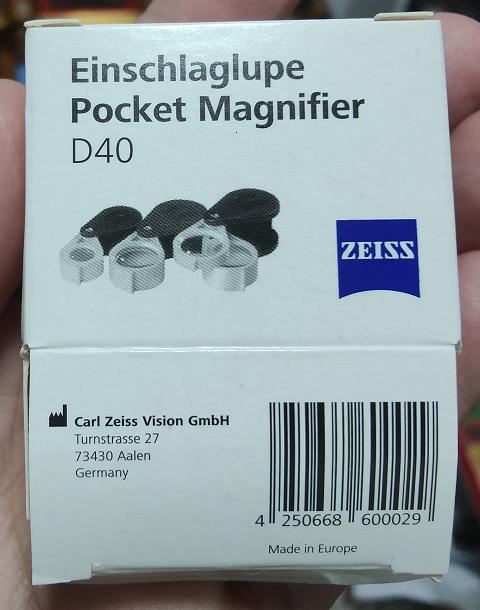 Einschlaglupe
Pocket Magnifier
D40
ZEISS
Carl Zeiss Vision GmbH
Turnstrasse 27
73430 Aalen
Germany
4 250668 600029
Made in Europe